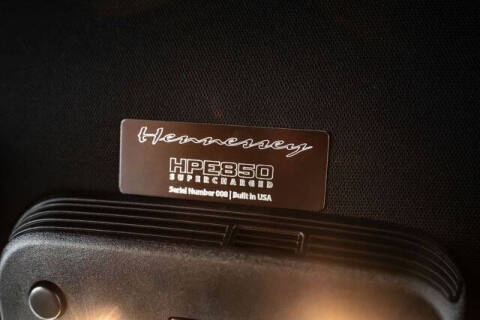 Hennessey
HPE850
SUPERCHARGED
Serial Number 008 | Built in USA